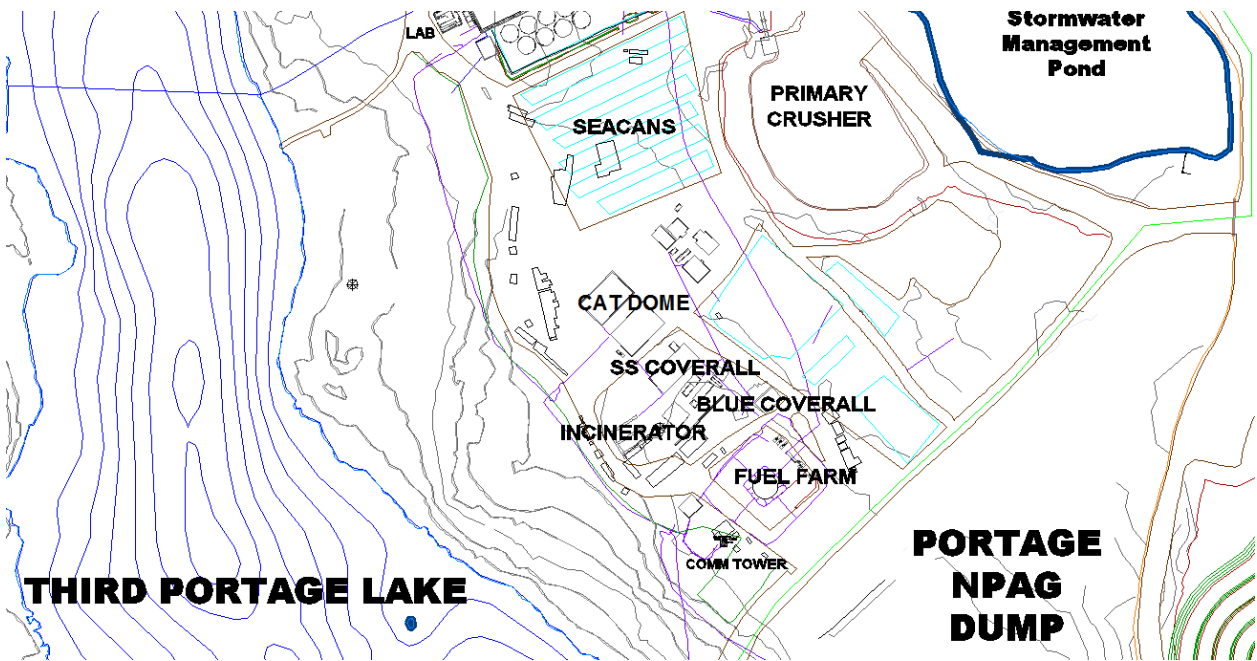 LAB
Stormwater
Management
Pond
PRIMARY
CRUSHER
SEACANS
CAT DOME
SS COVERALL
BLUE COVERALL
INCINERATOR
FUEL FARM
COMM TOWER
PORTAGE
NPAG
DUMP
THIRD PORTAGE LAKE